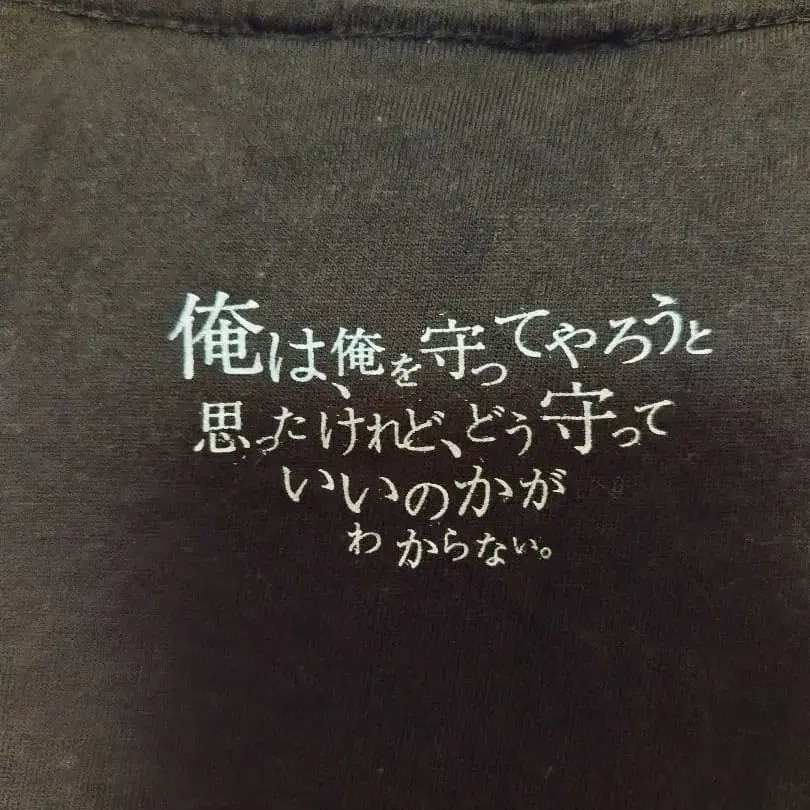 俺は、俺を守ってやろうと
思ったけれど、どう守って
いいのかが
わからない。